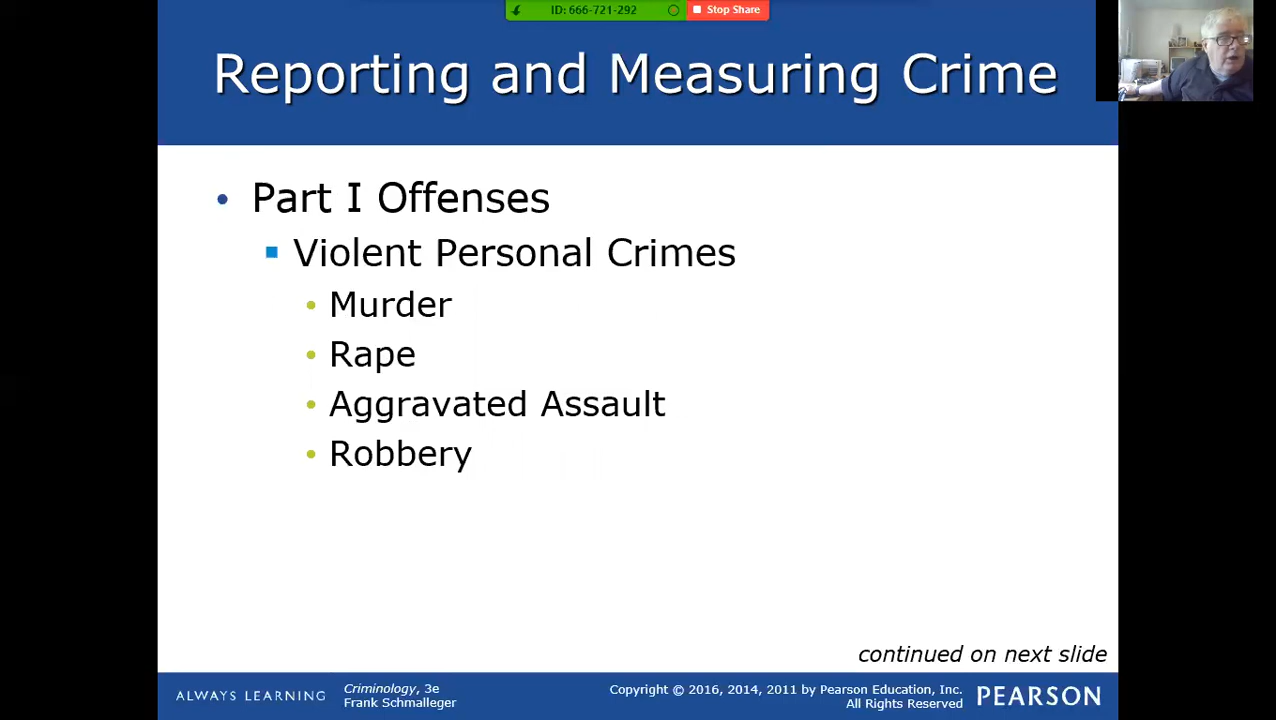 ID: 666-721-292 Stop Share
Reporting and Measuring Crime
• Part I Offenses
▪ Violent Personal Crimes
• Murder
• Rape
• Aggravated Assault
• Robbery
continued on next slide
ALWAYS LEARNING
Criminology, 3e
Frank Schmalleger
Copyright © 2016, 2014, 2011 by Pearson Education, Inc.
All Rights Reserved
PEARSON